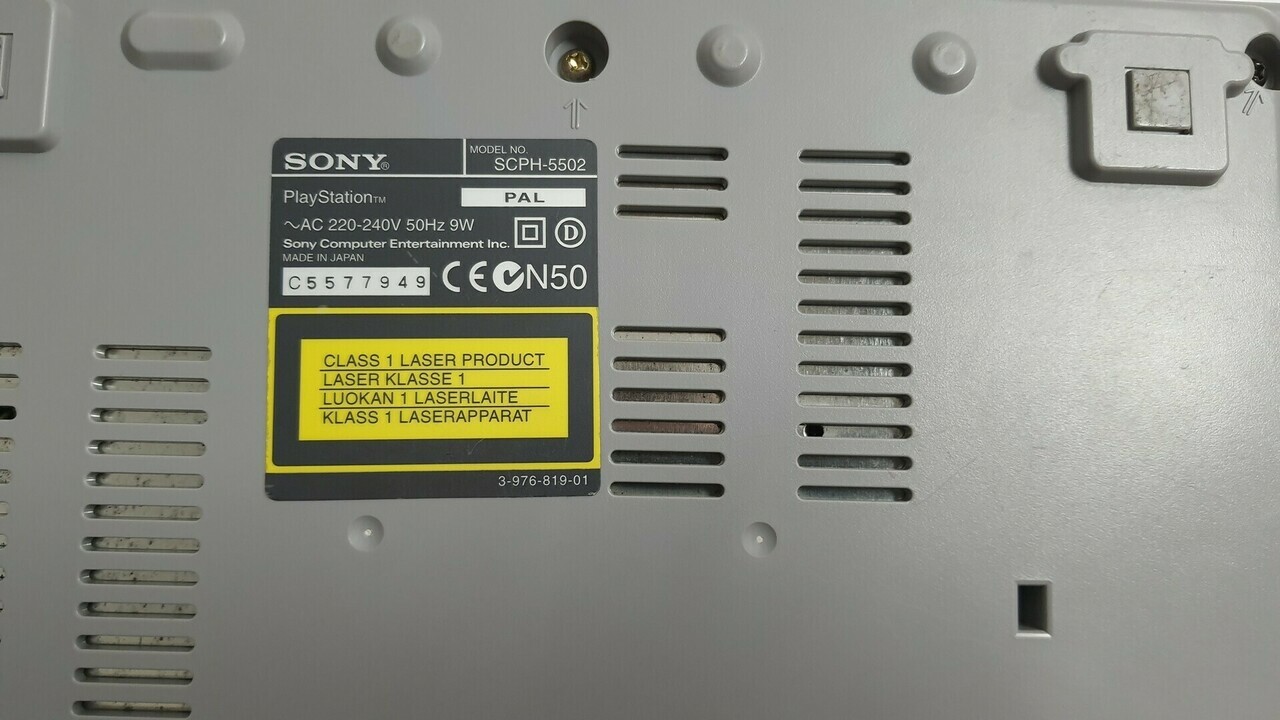 SONY®
MODEL NO.
SCPH-5502
PlayStation™
PAL
~AC 220-240V 50Hz 9W
D
Sony Computer Entertainment Inc.
MADE IN JAPAN
C5577949
CE N50
CLASS 1 LASER PRODUCT
LASER KLASSE 1
LUOKAN 1 LASERLAITE
KLASS 1 LASERAPPARAT
3-976-819-01